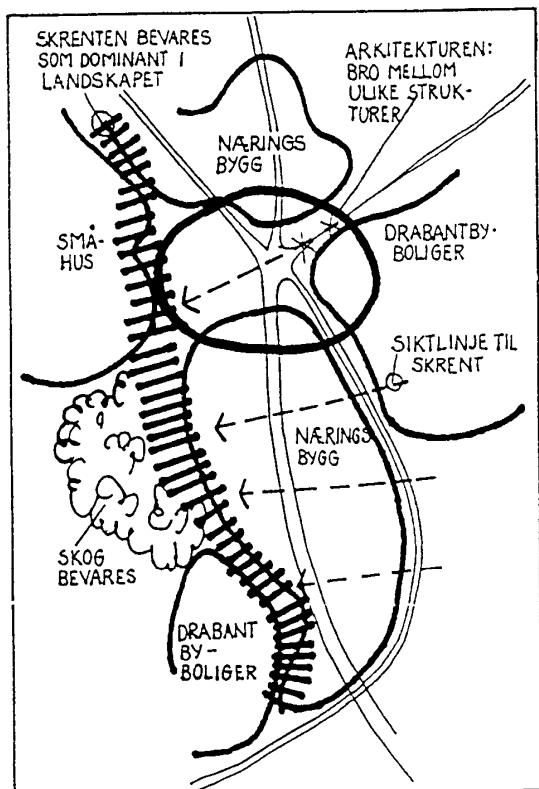 SKRENTEN BEVARES
SOM DOMINANT I
LANDSKAPET
ARKITEKTUREN:
BRO MELLOM
ULIKE STRUK-
TURER
NÆRINGS
BYGG
SMÅ-
HUS
DRABANTBY-
BOLIGER
SIKTLINJE TIL
SKRENT
NÆRINGS
BYGG
SKOG
BEVARES
DRABANT
BY-
BOLIGER